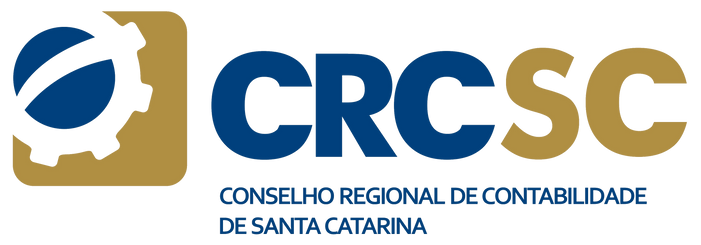 CRCSC
CONSELHO REGIONAL DE CONTABILIDADE
DE SANTA CATARINA